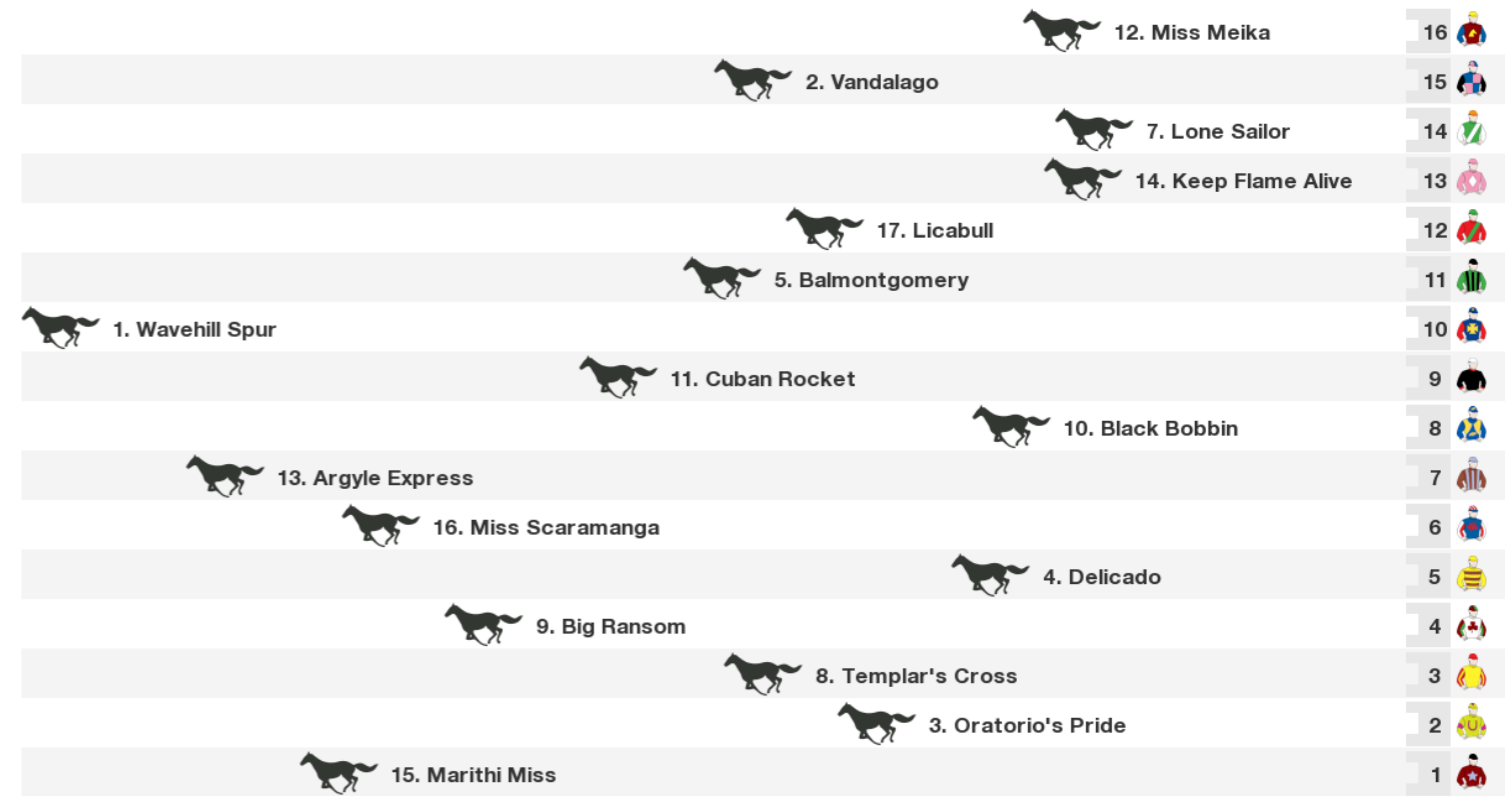 12. Miss Meika 16
2. Vandalago 15
7. Lone Sailor 14
14. Keep Flame Alive 13
17. Licabull 12
5. Balmontgomery 11
1. Wavehill Spur 10
11. Cuban Rocket 9
10. Black Bobbin 8
13. Argyle Express 7
16. Miss Scaramanga 6
4. Delicado 5
9. Big Ransom 4
8. Templar's Cross 3
3. Oratorio's Pride 2
15. Marithi Miss 1